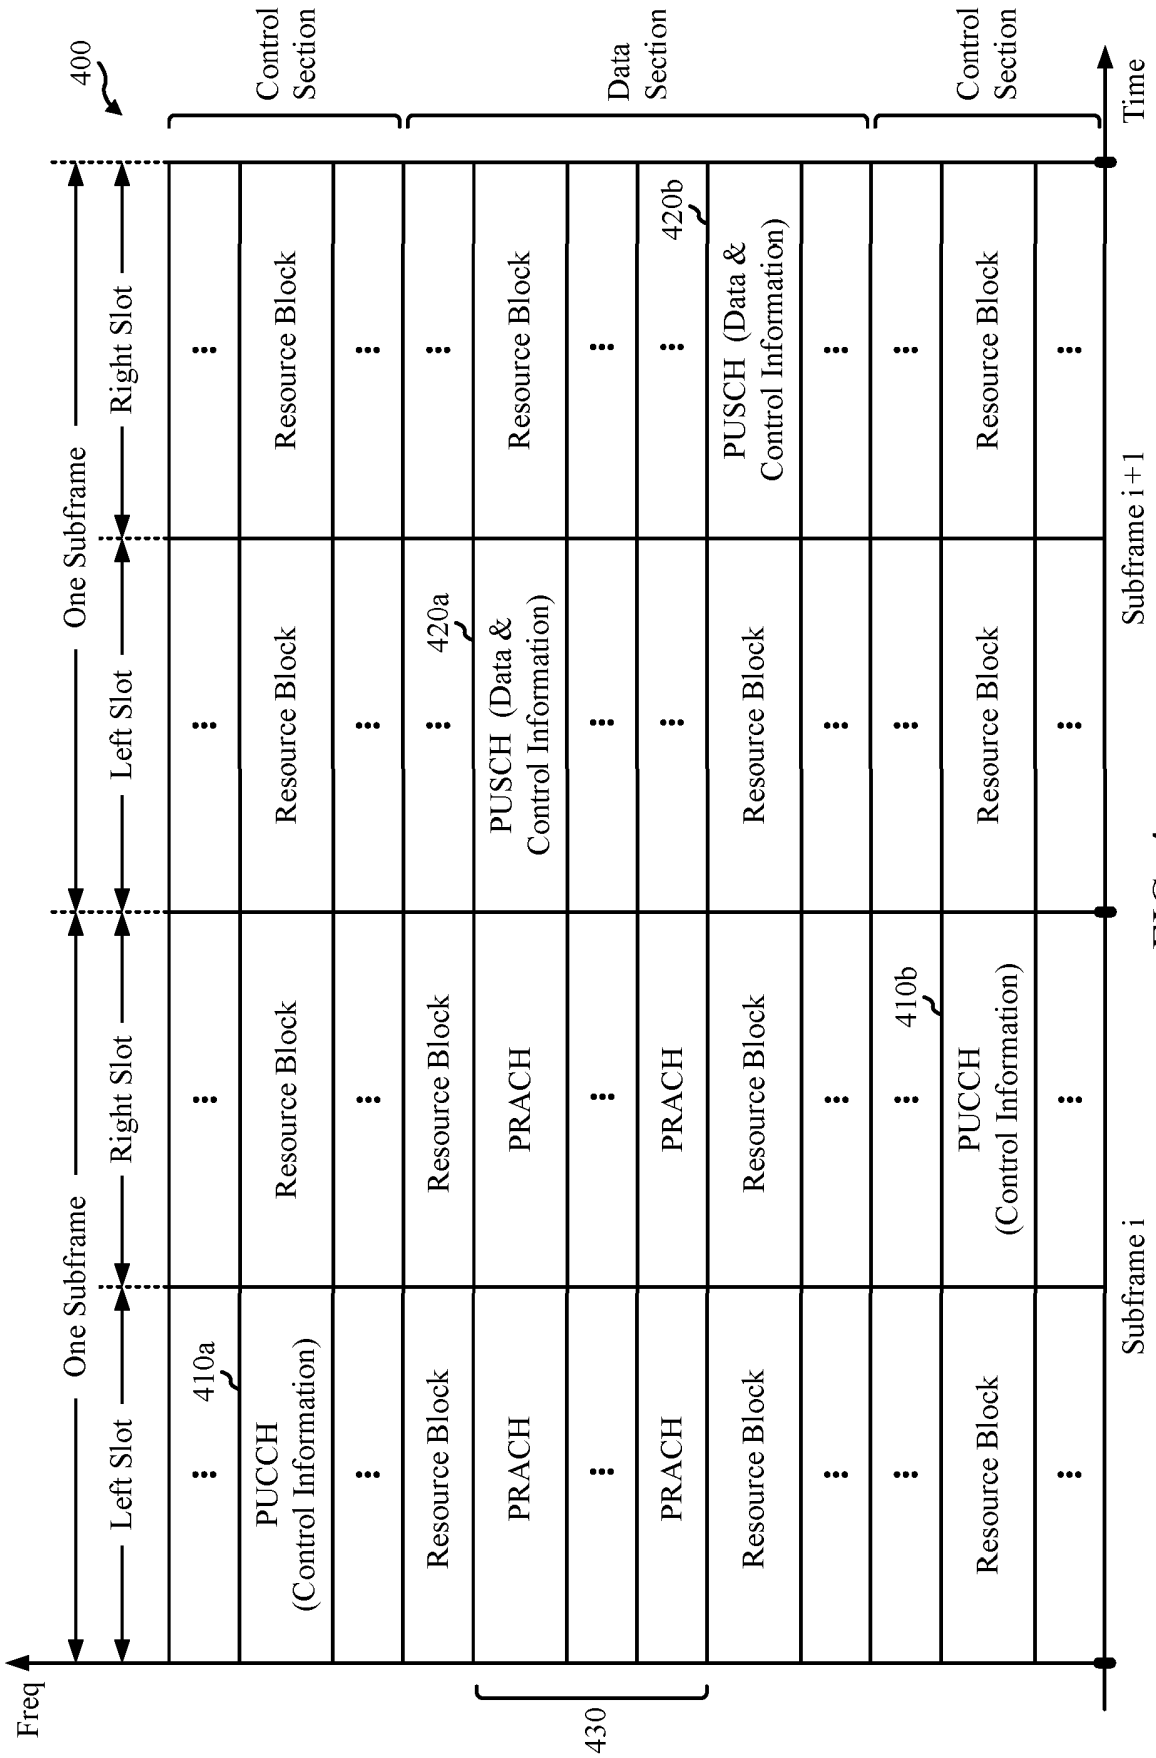 Freq
One Subframe
One Subframe
400
Left Slot
Right Slot
Left Slot
Right Slot
... 410a ... ... ...
Control
Section
PUCCH
(Control Information)
Resource Block
Resource Block
Resource Block
... ... ... ...
Resource Block
Resource Block
... 420a
...
430
PRACH
PRACH
PUSCH (Data &
Control Information)
Resource Block
... ... ... ...
Data
Section
PRACH
PRACH
...
... 420b
Resource Block
Resource Block
Resource Block
PUSCH (Data &
Control Information)
... ... ... ...
... ... 410b ... ...
Control
Section
Resource Block
PUCCH
(Control Information)
Resource Block
Resource Block
... ... ... ...
Subframe i
Subframe i+1
Time